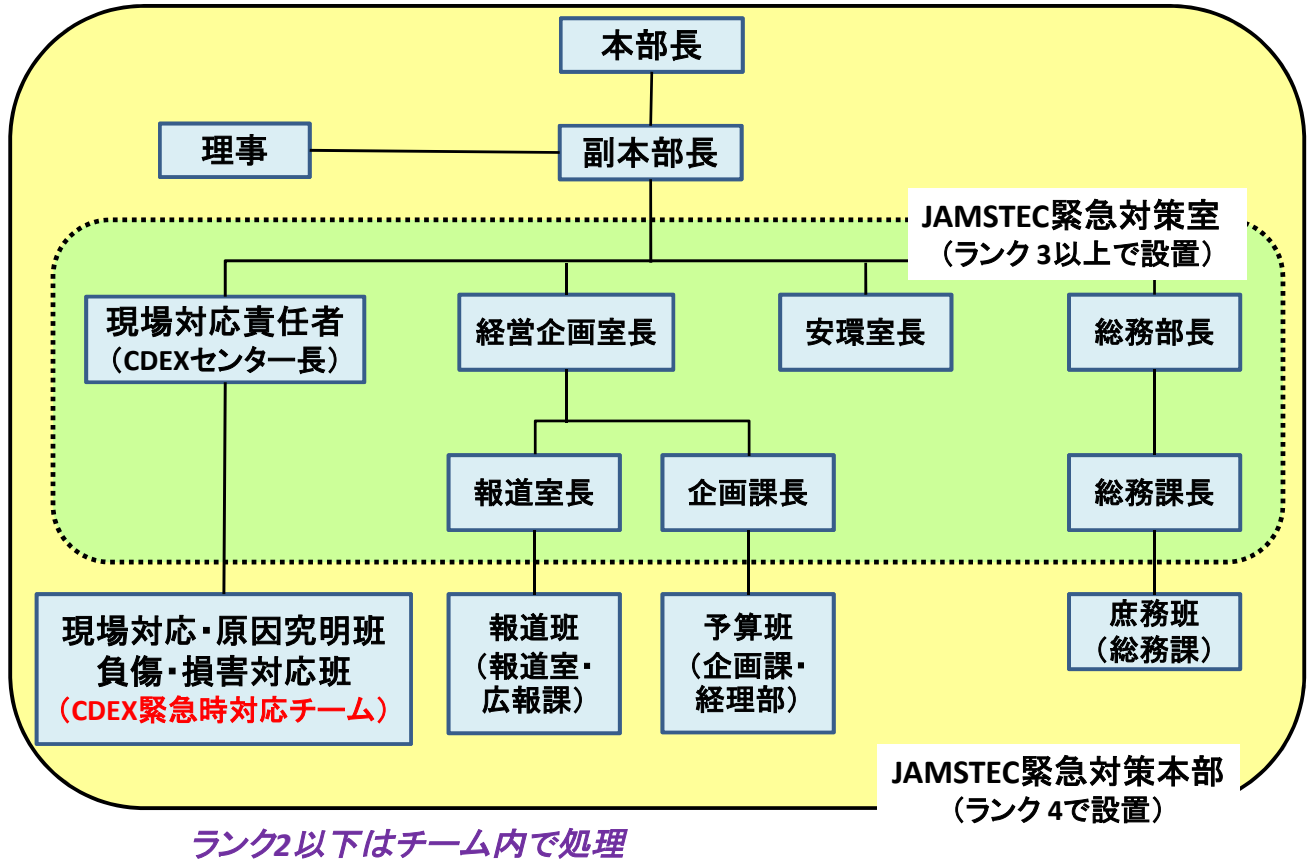 本部長
理事
副本部長
JAMSTEC緊急対策室
（ランク3以上で設置）
現場対応責任者
（CDEXセンター長）
経営企画室長
安環室長
総務部長
報道室長
企画課長
総務課長
現場対応・原因究明班
負傷・損害対応班
（CDEX緊急時対応チーム）
報道班
（報道室・
広報課）
予算班
（企画課・
経理部）
庶務班
（総務課）
JAMSTEC緊急対策本部
（ランク4で設置）
ランク2以下はチーム内で処理